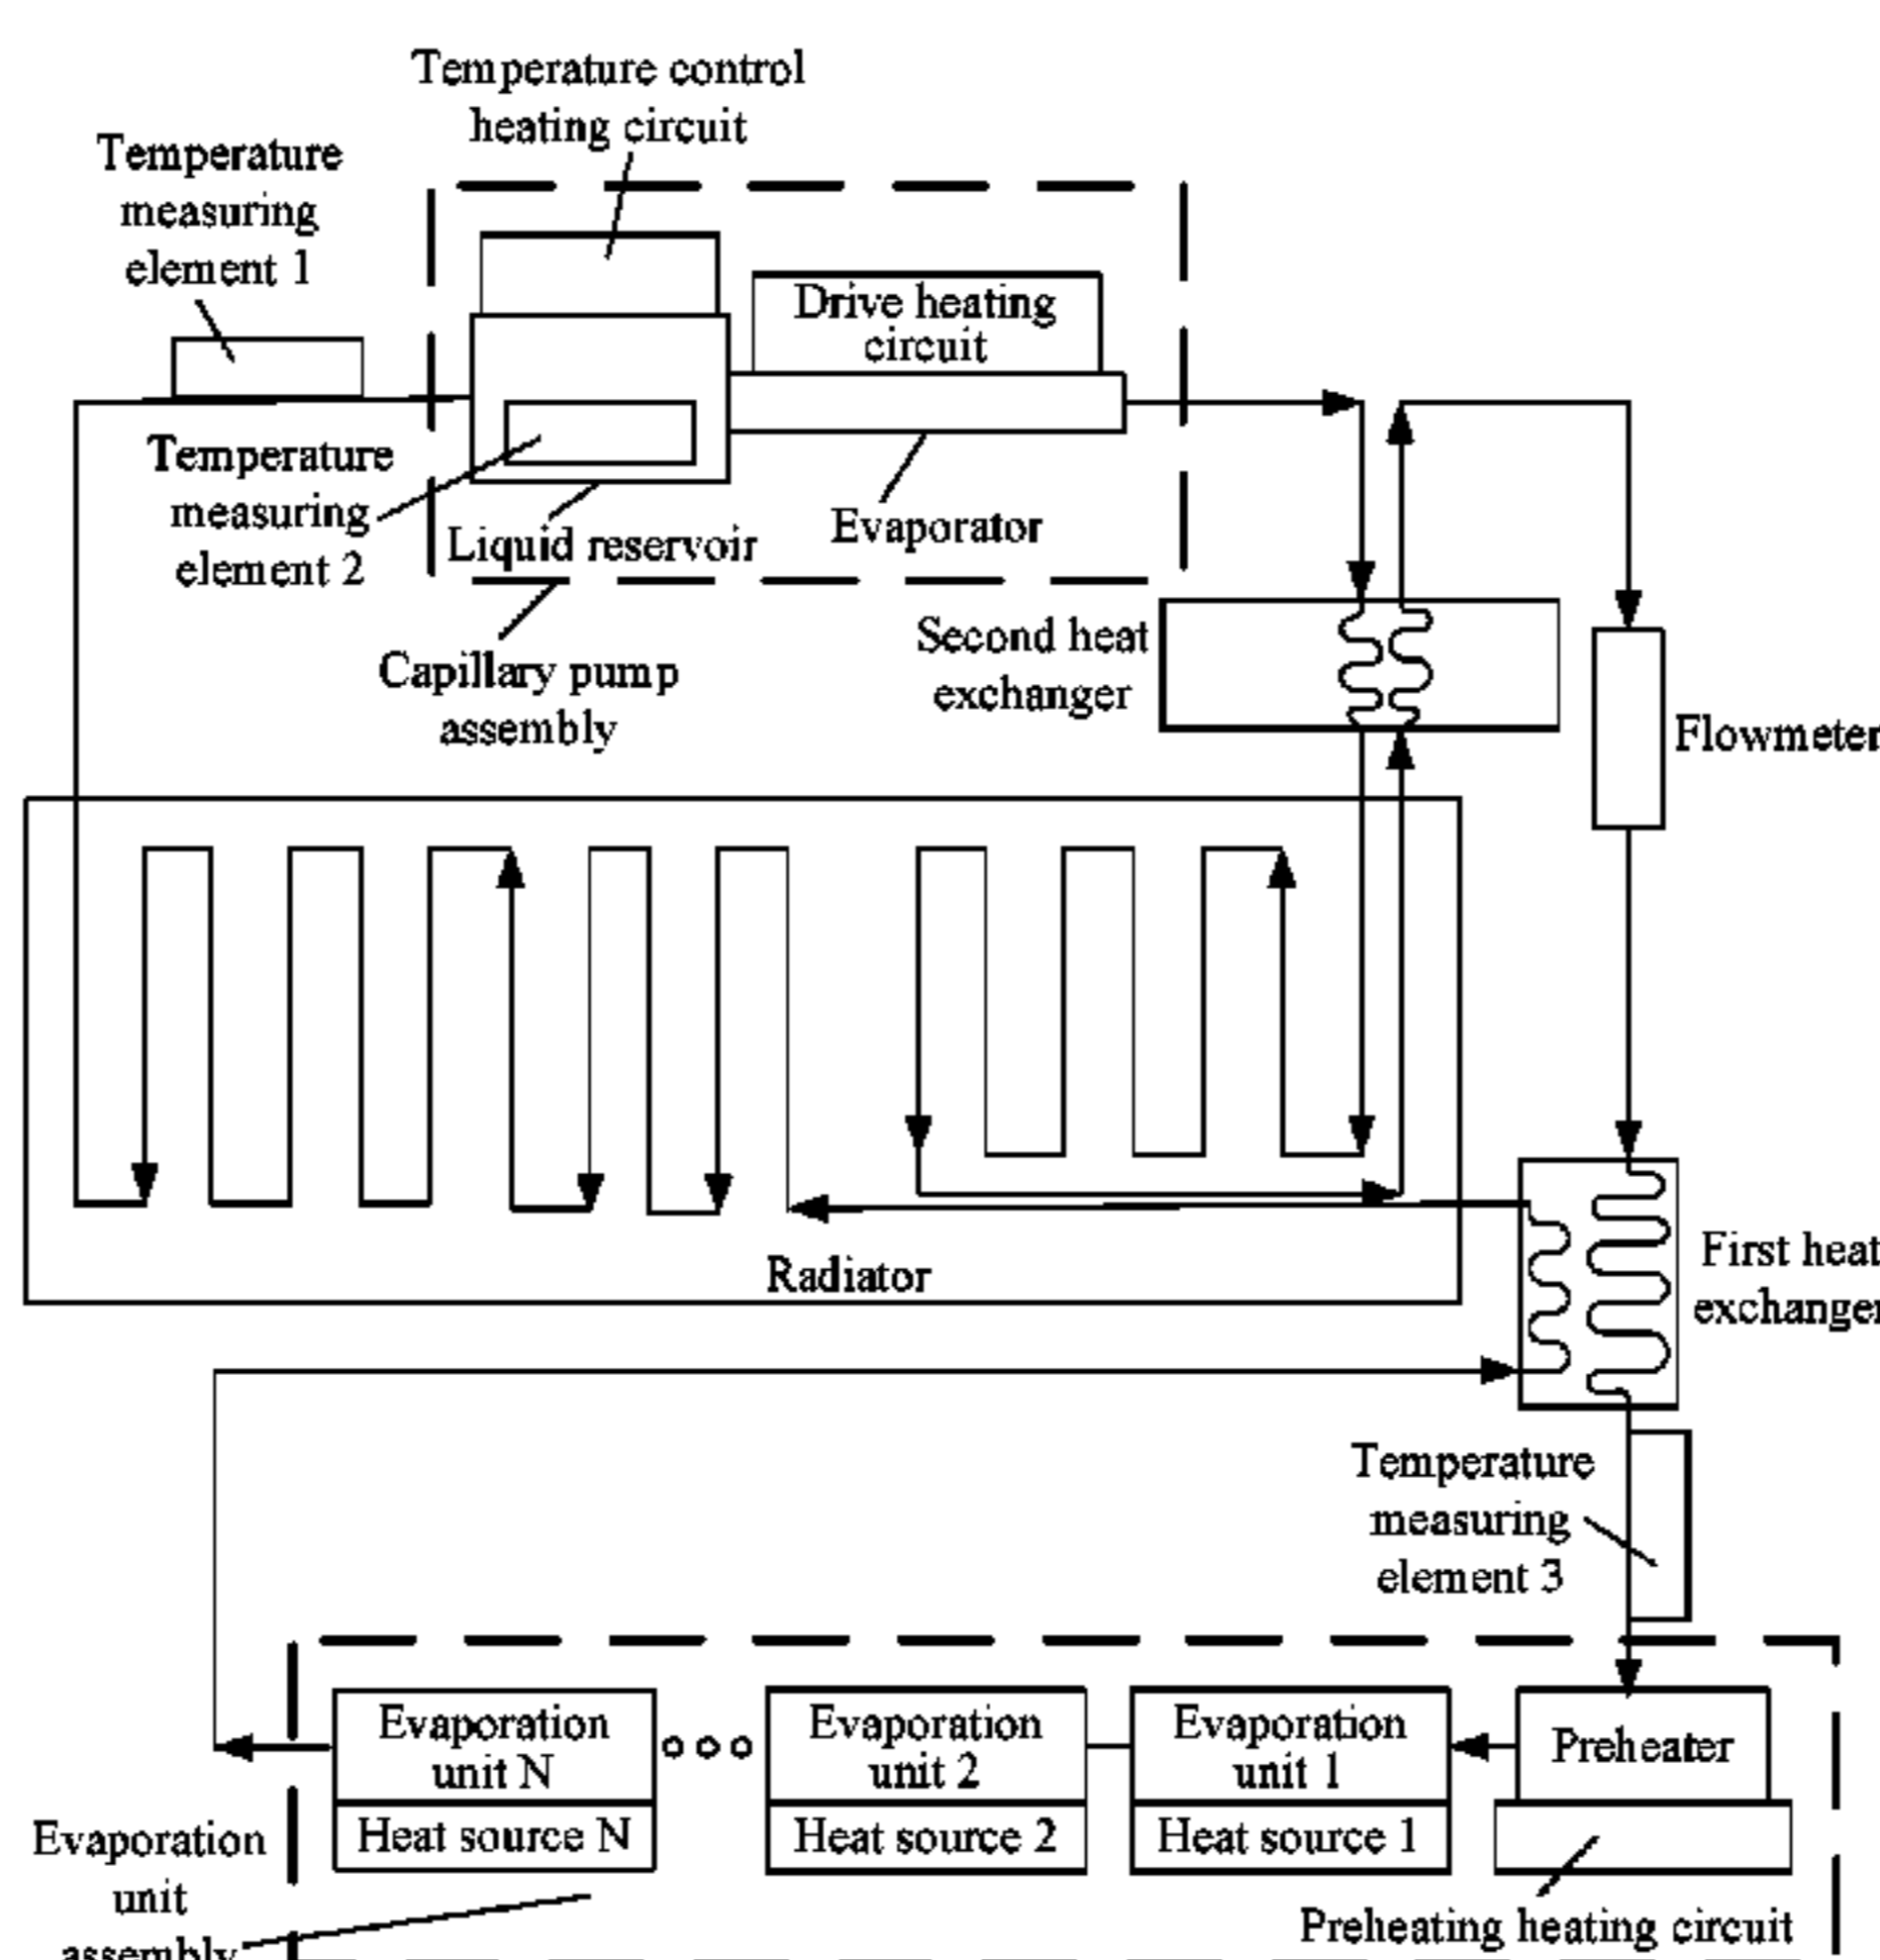 Temperature control
heating circuit
Temperature
measuring
element 1
Drive heating
circuit
Temperature
measuring
element 2
Liquid reservoir
Evaporator
Capillary pump
assembly
Second heat
exchanger
Flowmeter
Radiator
First heat
exchanger
Temperature
measuring
element 3
Evaporation
unit N
Heat source N
Evaporation
unit 2
Heat source 2
Evaporation
unit 1
Heat source 1
Preheater
Preheating heating circuit
Evaporation
unit
assembly